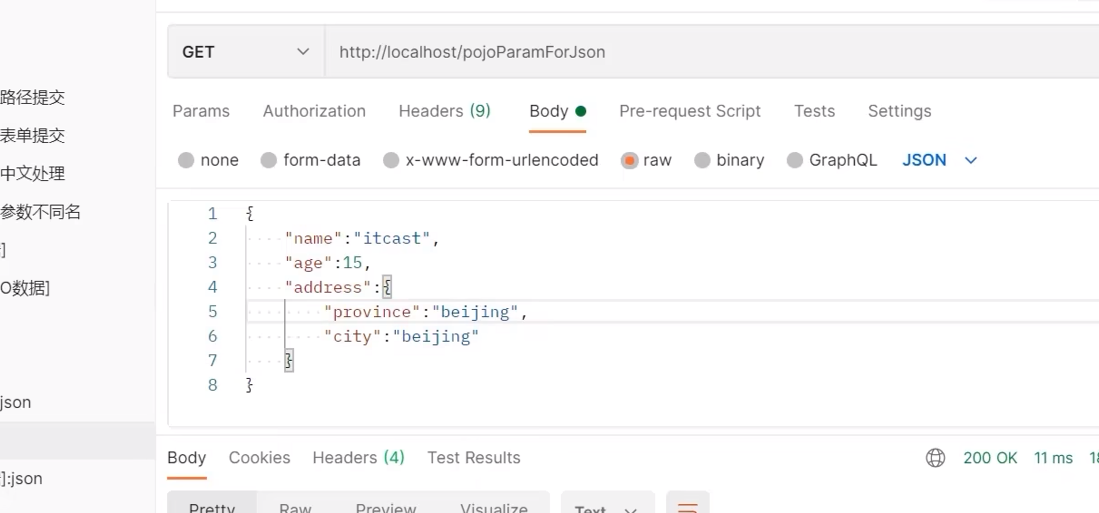 GET
http://localhost/pojoParamForJson
路径提交
表单提交
中文处理
参数不同名
]
O数据]
json
]:json
Params Authorization Headers (9) Body Pre-request Script Tests Settings
none form-data x-www-form-urlencoded raw binary GraphQL JSON
1 {
2 "name":"itcast",
3 "age":15,
4 "address":{
5 "province":"beijing",
6 "city":"beijing"
7 }
8 }
Body Cookies Headers (4) Test Results 200 OK 11 ms
Pretty Raw Preview Visualize Text